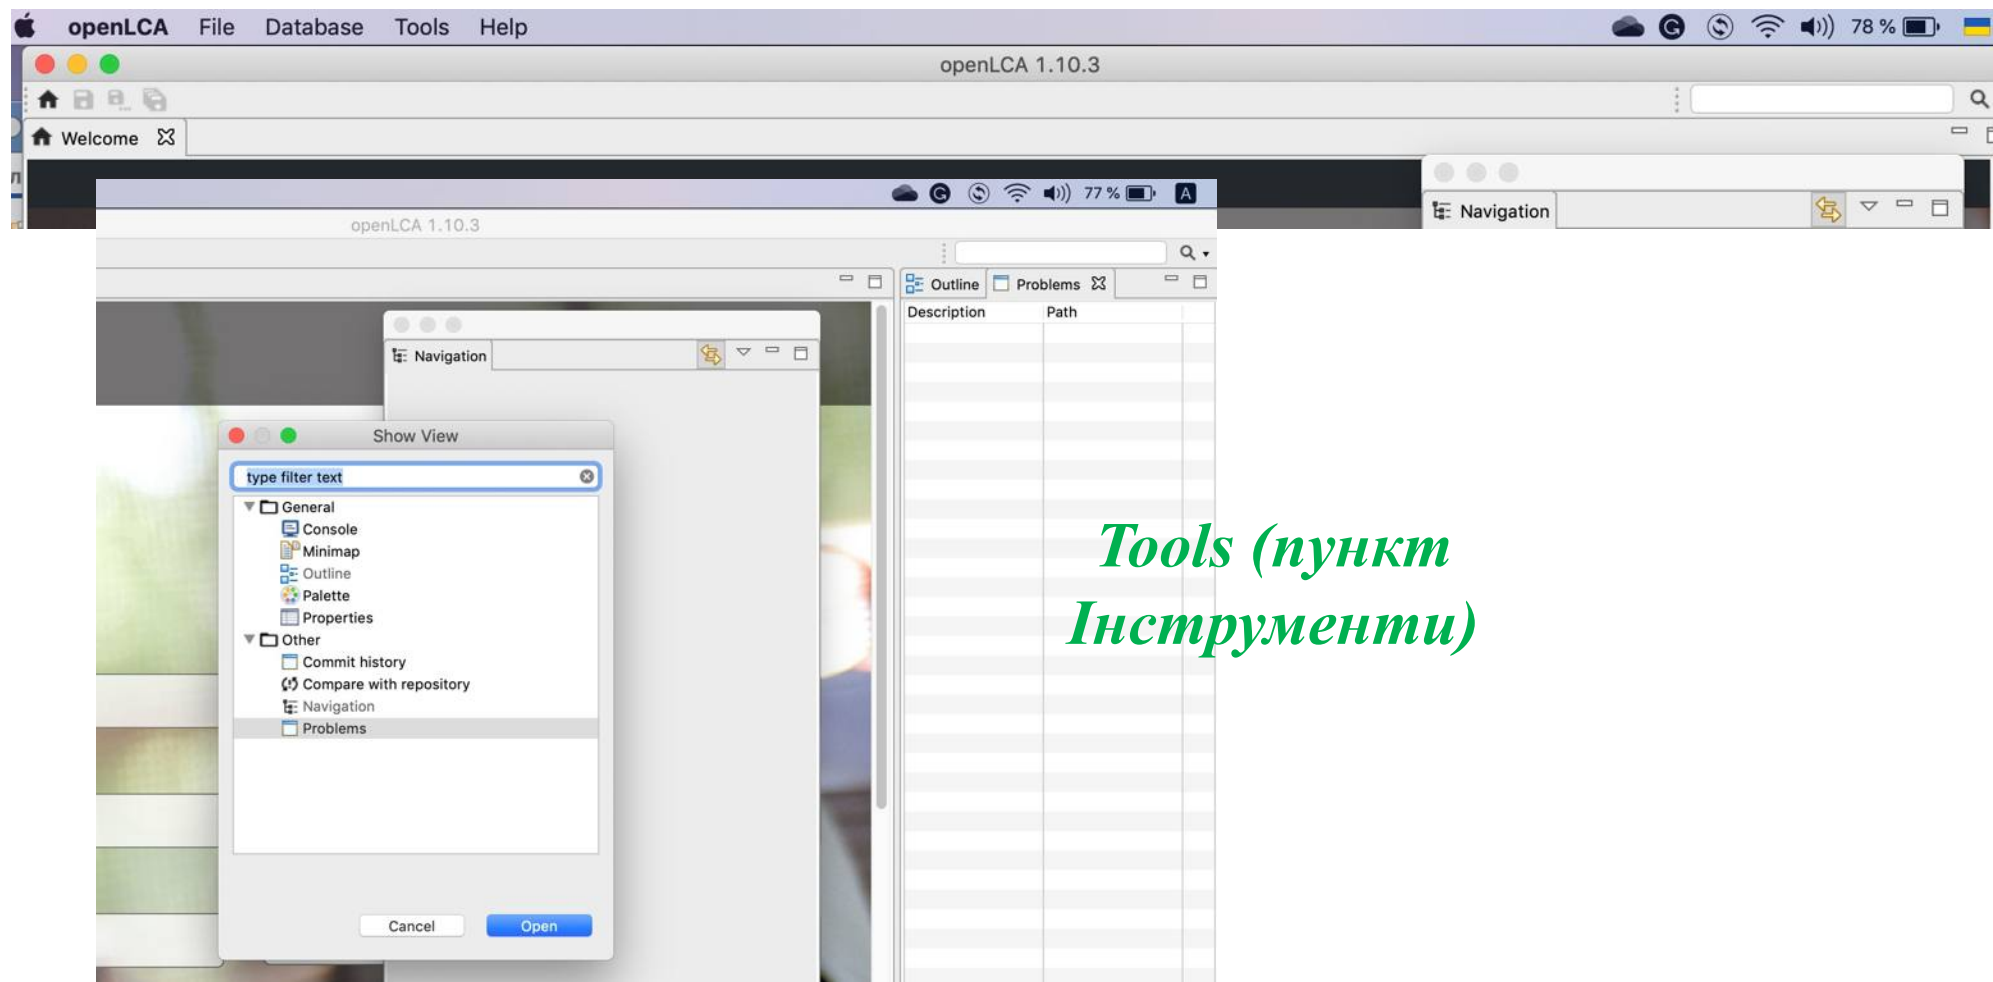 openLCA File Database Tools Help 78 %
openLCA 1.10.3
Welcome
Navigation
77 % A
openLCA 1.10.3
Outline Problems
Description Path
Navigation
Show View
type filter text
General
Console
Minimap
Outline
Palette
Properties
Other
Commit history
Compare with repository
Navigation
Problems
Cancel Open
Tools (пункт
Інструменти)